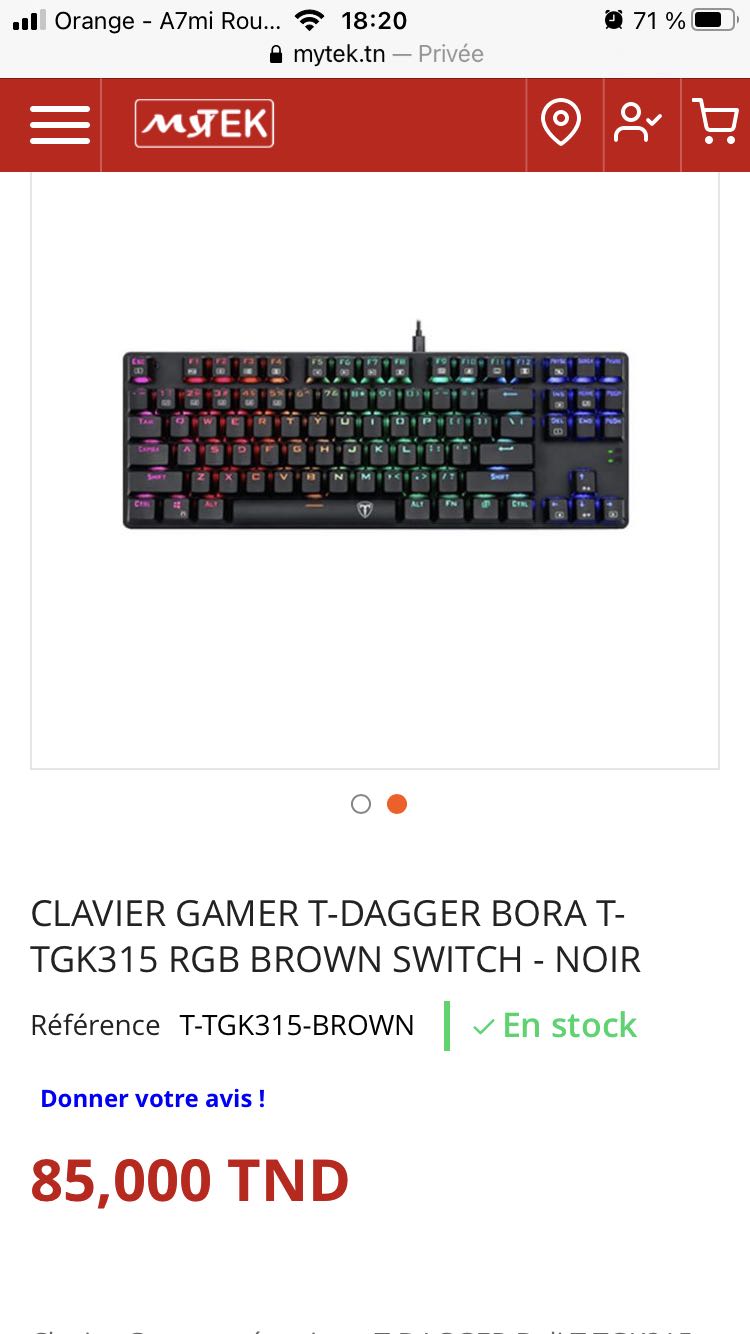 Orange - A7mi Rou... 18:20 71 %
mytek.tn — Privée
MYTEK
CLAVIER GAMER T-DAGGER BORA T-
TGK315 RGB BROWN SWITCH - NOIR
Référence T-TGK315-BROWN ✓ En stock
Donner votre avis !
85,000 TND